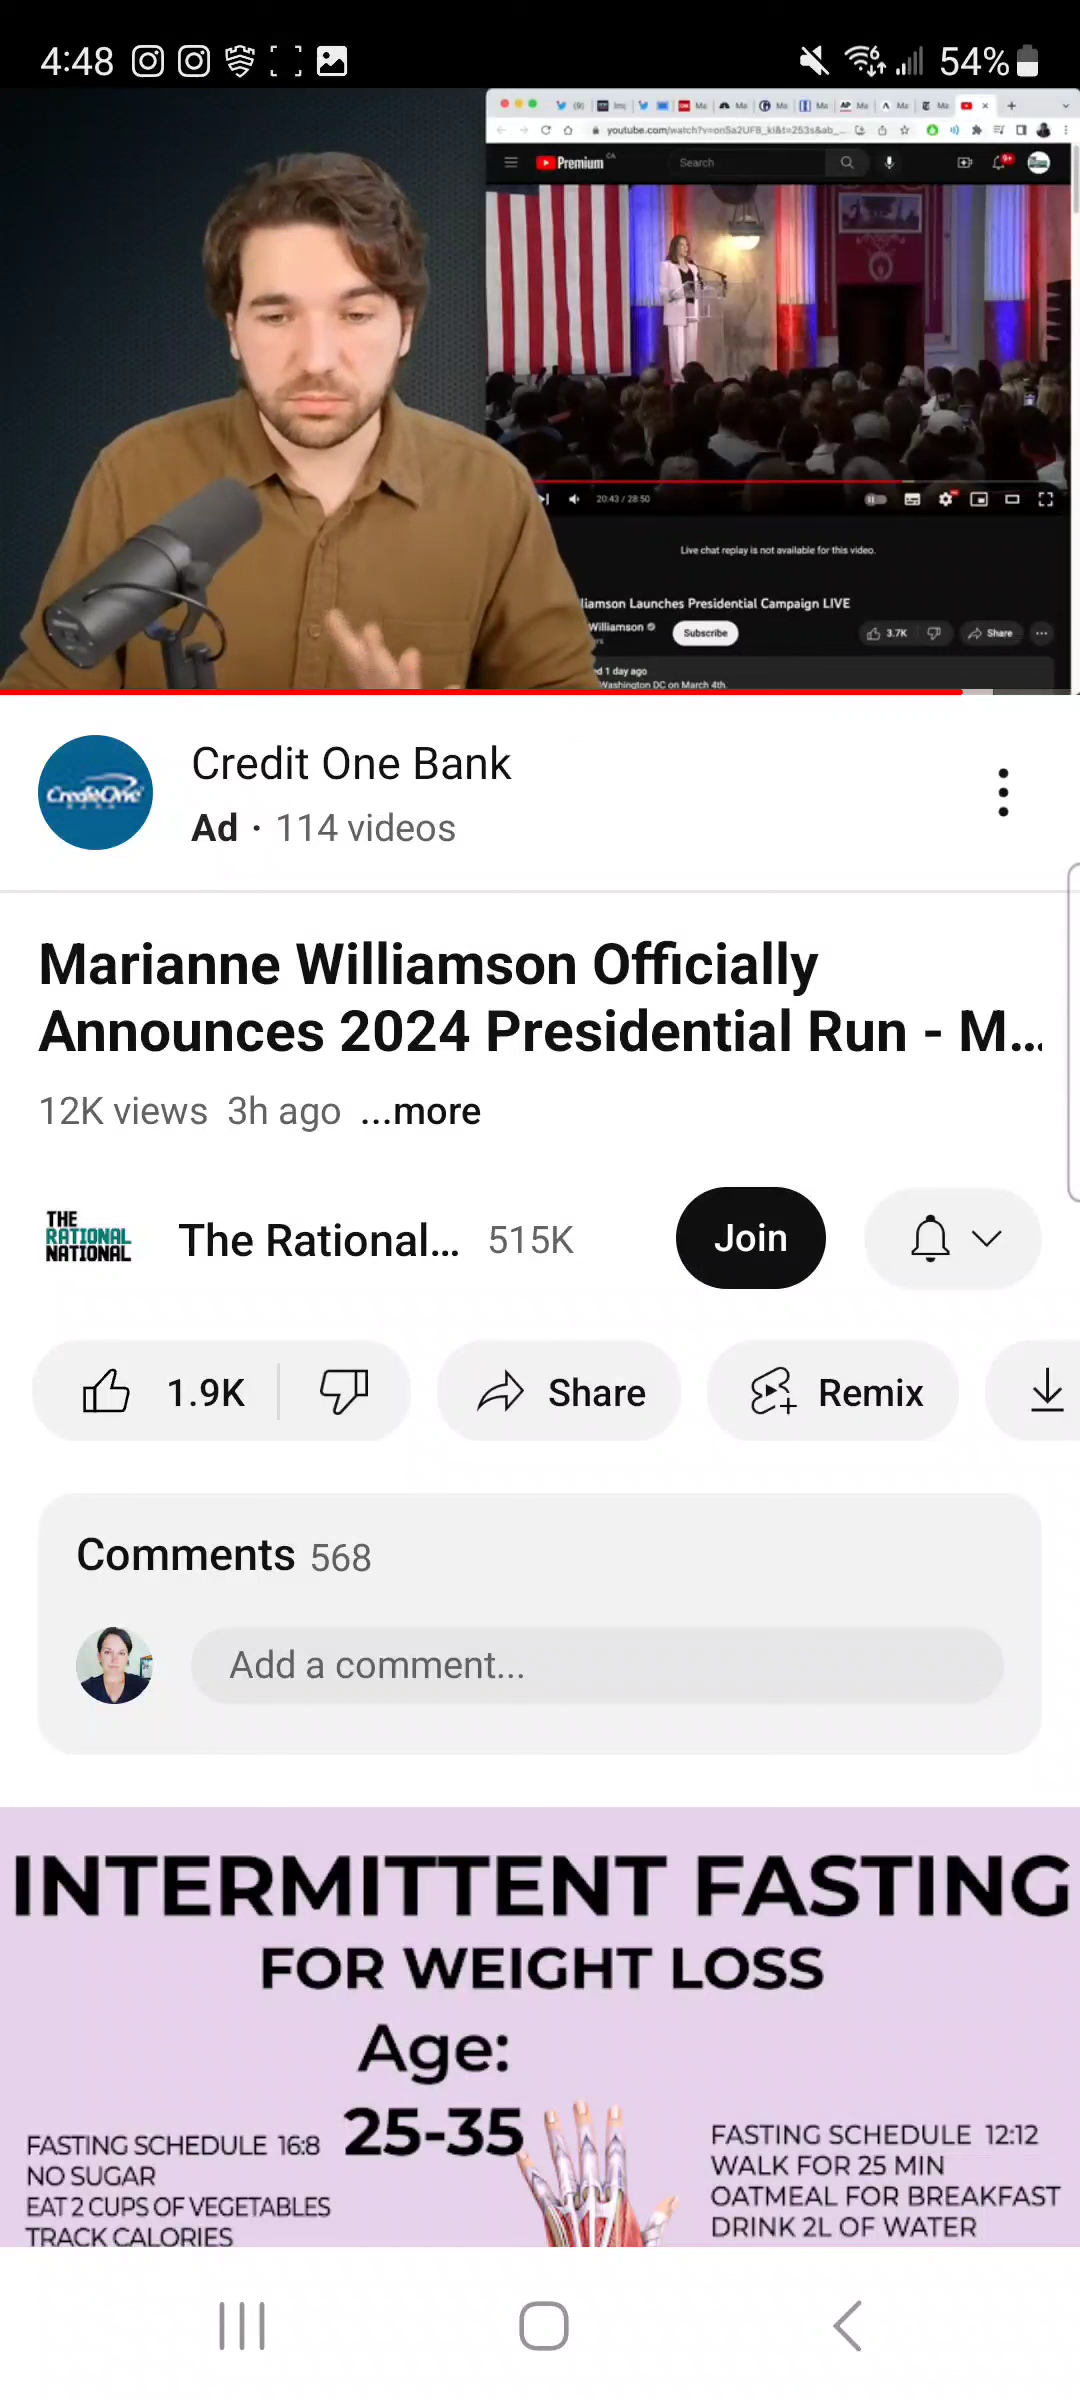 4:48
54%
youtube.com/watch?v=onSa2UF8_kI&t=253s&ab_...
Premium CA
Search
9+
20:43 / 28:50
Live chat replay is not available for this video.
liamson Launches Presidential Campaign LIVE
Williamson
Subscribe
3.7K
Share
d 1 day ago
Washington DC on March 4th
CreditOne
Credit One Bank
Ad · 114 videos
Marianne Williamson Officially
Announces 2024 Presidential Run - M...
12K views 3h ago ...more
THE
RATIONAL
NATIONAL
The Rational... 515K
Join
1.9K
Share
Remix
Comments 568
Add a comment...
INTERMITTENT FASTING
FOR WEIGHT LOSS
Age:
25-35
FASTING SCHEDULE 16:8
NO SUGAR
EAT 2 CUPS OF VEGETABLES
TRACK CALORIES
FASTING SCHEDULE 12:12
WALK FOR 25 MIN
OATMEAL FOR BREAKFAST
DRINK 2L OF WATER